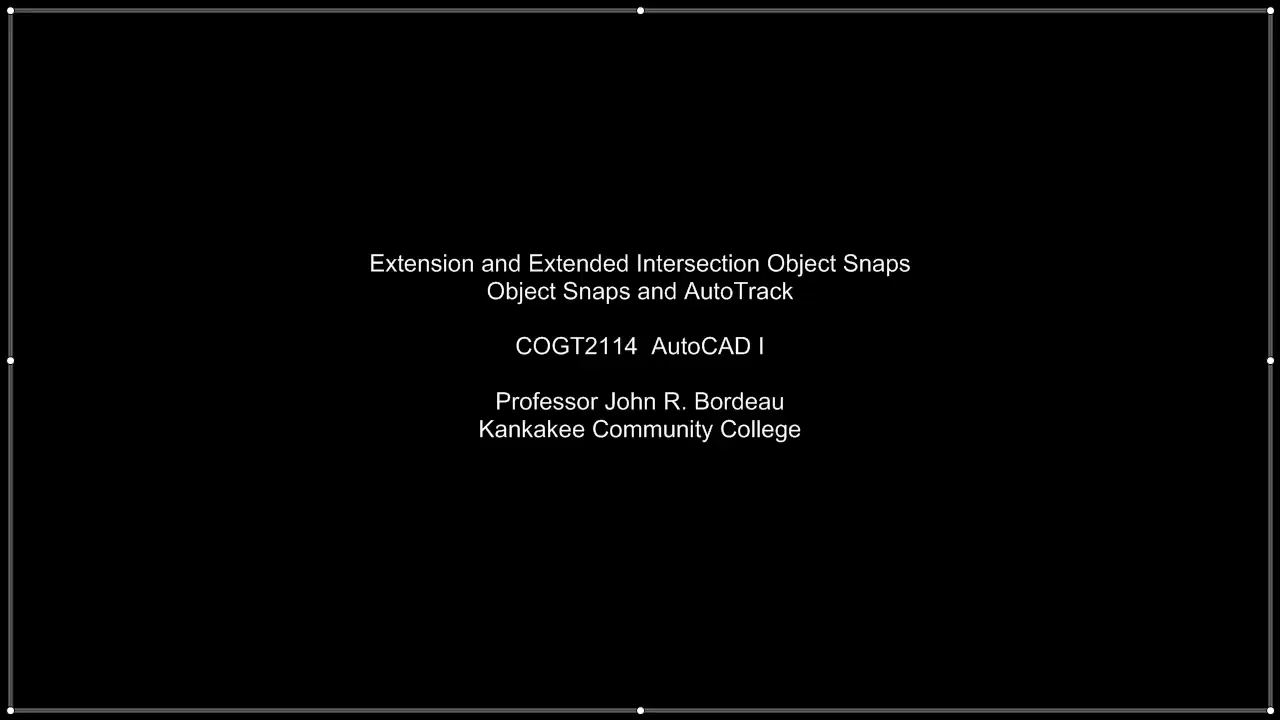 Extension and Extended Intersection Object Snaps
Object Snaps and AutoTrack
COGT2114 AutoCAD I
Professor John R. Bordeau
Kankakee Community College